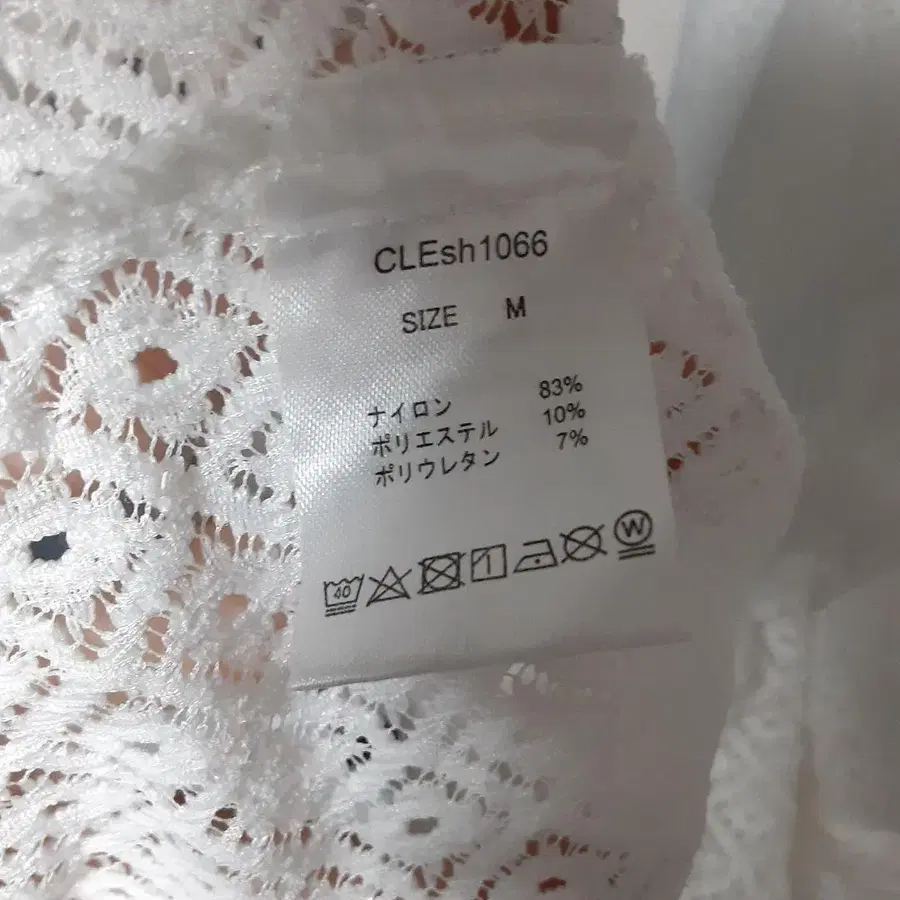 CLEsh1066
SIZE M
ナイロン 83%
ポリエステル 10%
ポリウレタン 7%
40 W